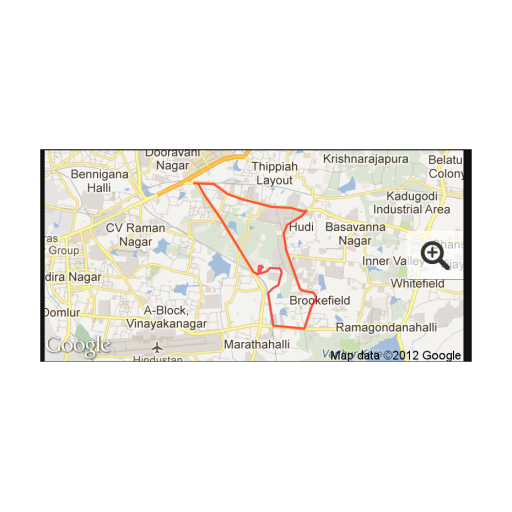 Dooravani
Nagar
Bennigana
Halli
Thippiah
Layout
Krishnarajapura
Belatu
Colony
Kadugodi
Industrial Area
CV Raman
Nagar
Hudi
Basavanna
Nagar
ras
Group
Inner Valley
dira Nagar
Whitefield
Brookefield
Domlur
A-Block,
Vinayakanagar
Ramagondanahalli
Marathahalli
Hindustan
Google
Map data ©2012 Google